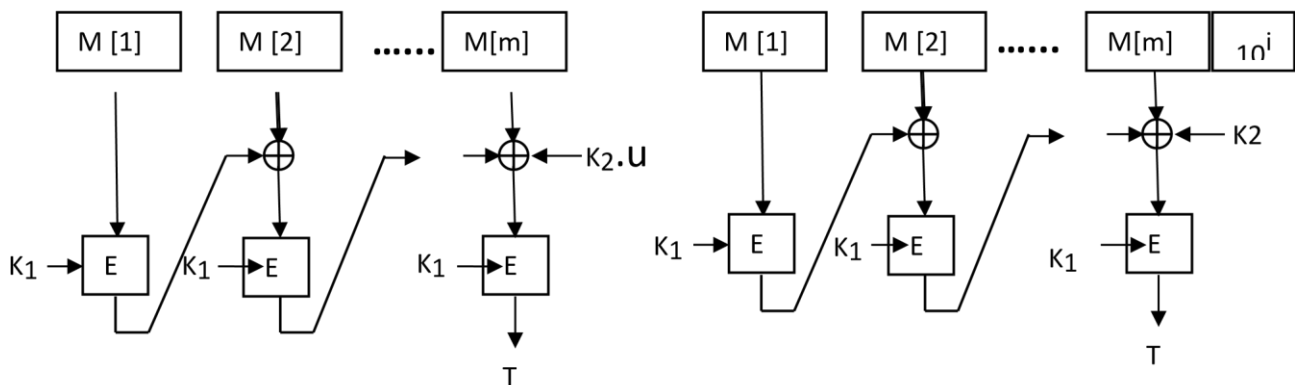 M [1] M [2] ...... M[m]
K₂.u
K₁ E K₁ E K₁ E
T
M [1] M [2] ...... M[m] 10ⁱ
K2
K₁ E K₁ E K₁ E
T